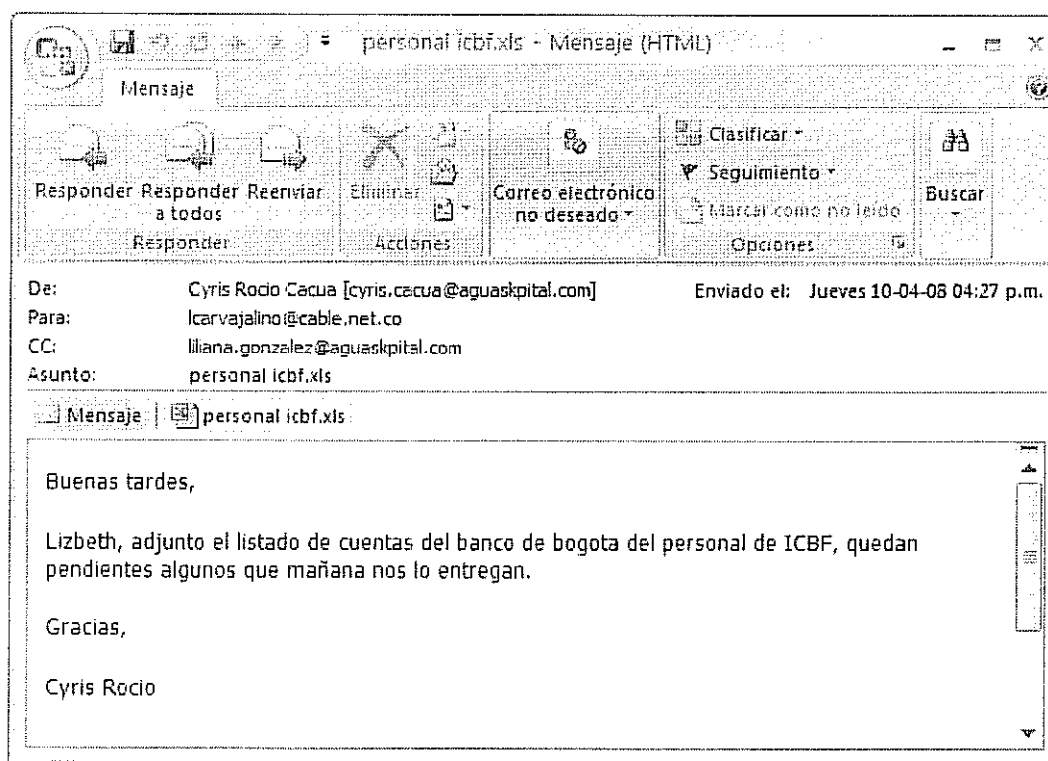 personal icbf.xls - Mensaje (HTML)
Mensaje
Responder Responder a todos Reenviar
Eliminar
Correo electrónico no deseado
Clasificar
Seguimiento
Marcar como no leído
Buscar
Responder Acciones Opciones
De: Cyris Rocio Cacua [cyris.cacua@aguaskpital.com] Enviado el: Jueves 10-04-08 04:27 p.m.
Para: lcarvajalino@cable.net.co
CC: liliana.gonzalez@aguaskpital.com
Asunto: personal icbf.xls
Mensaje personal icbf.xls
Buenas tardes,
Lizbeth, adjunto el listado de cuentas del banco de bogota del personal de ICBF, quedan
pendientes algunos que mañana nos lo entregan.
Gracias,
Cyris Rocio